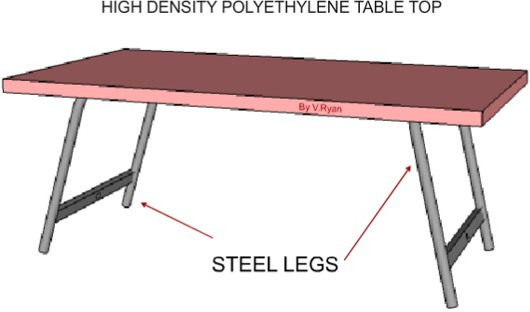 HIGH DENSITY POLYETHYLENE TABLE TOP
By V.Ryan
STEEL LEGS